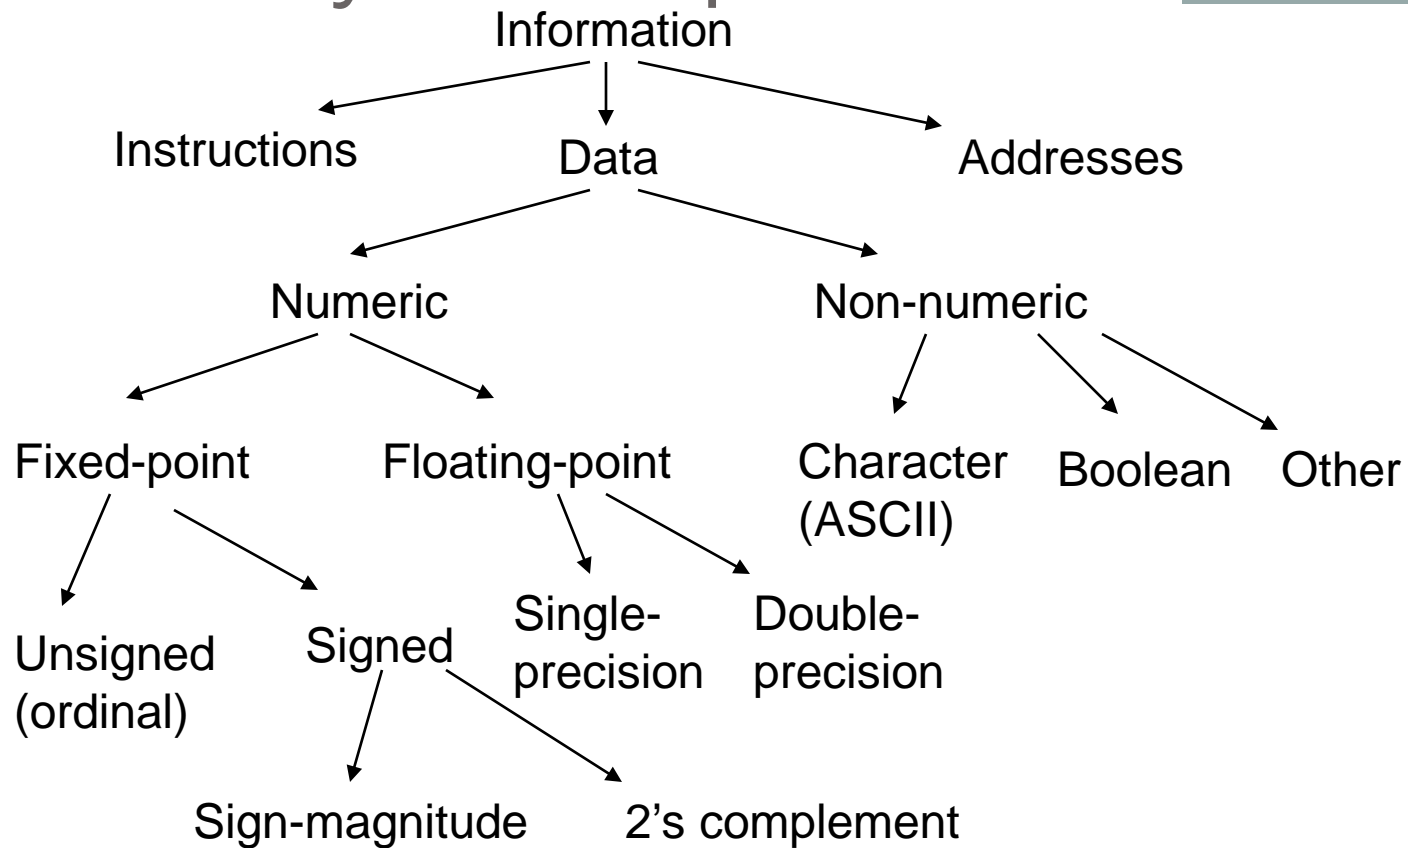 Information
Instructions
Data
Addresses
Numeric
Non-numeric
Fixed-point
Floating-point
Character
(ASCII)
Boolean
Other
Unsigned
(ordinal)
Signed
Single-
precision
Double-
precision
Sign-magnitude
2’s complement